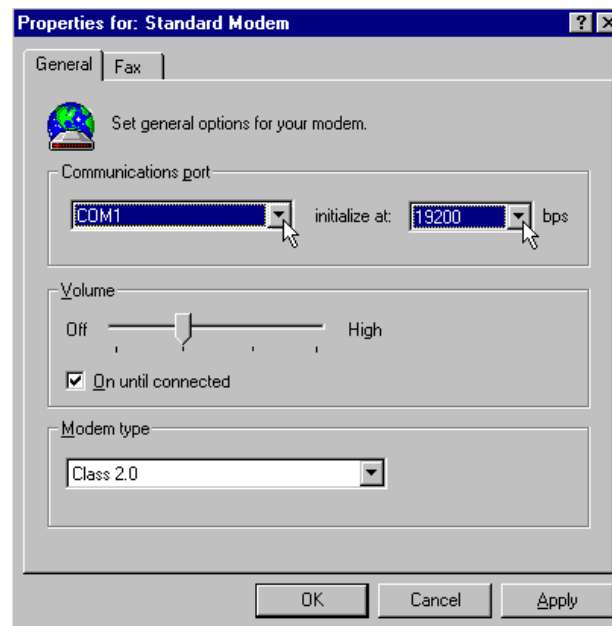 Properties for: Standard Modem
General Fax
Set general options for your modem.
Communications port
COM1 initialize at: 19200 bps
Volume
Off High
On until connected
Modem type
Class 2.0
OK Cancel Apply